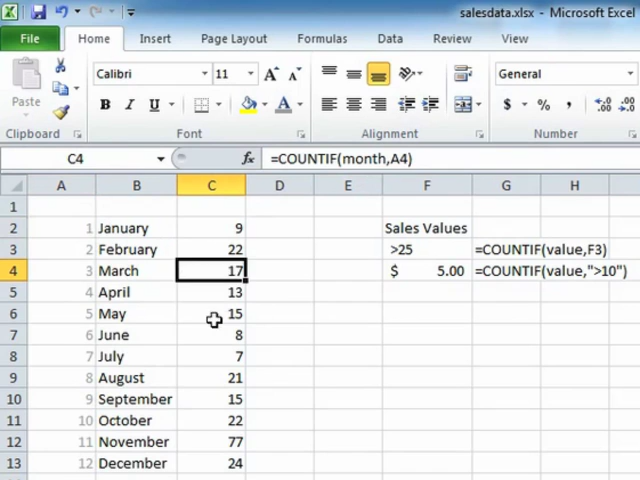 salesdata.xlsx - Microsoft Excel
File Home Insert Page Layout Formulas Data Review View
Calibri 11 A A General
Paste B I U A $ % , .00 .00
Clipboard Font Alignment Number
C4 fx =COUNTIF(month,A4)
A B C D E F G H
1
2 1 January 9 Sales Values
3 2 February 22 >25 =COUNTIF(value,F3)
4 3 March 17 $ 5.00 =COUNTIF(value,">10")
5 4 April 13
6 5 May 15
7 6 June 8
8 7 July 7
9 8 August 21
10 9 September 15
11 10 October 22
12 11 November 77
13 12 December 24